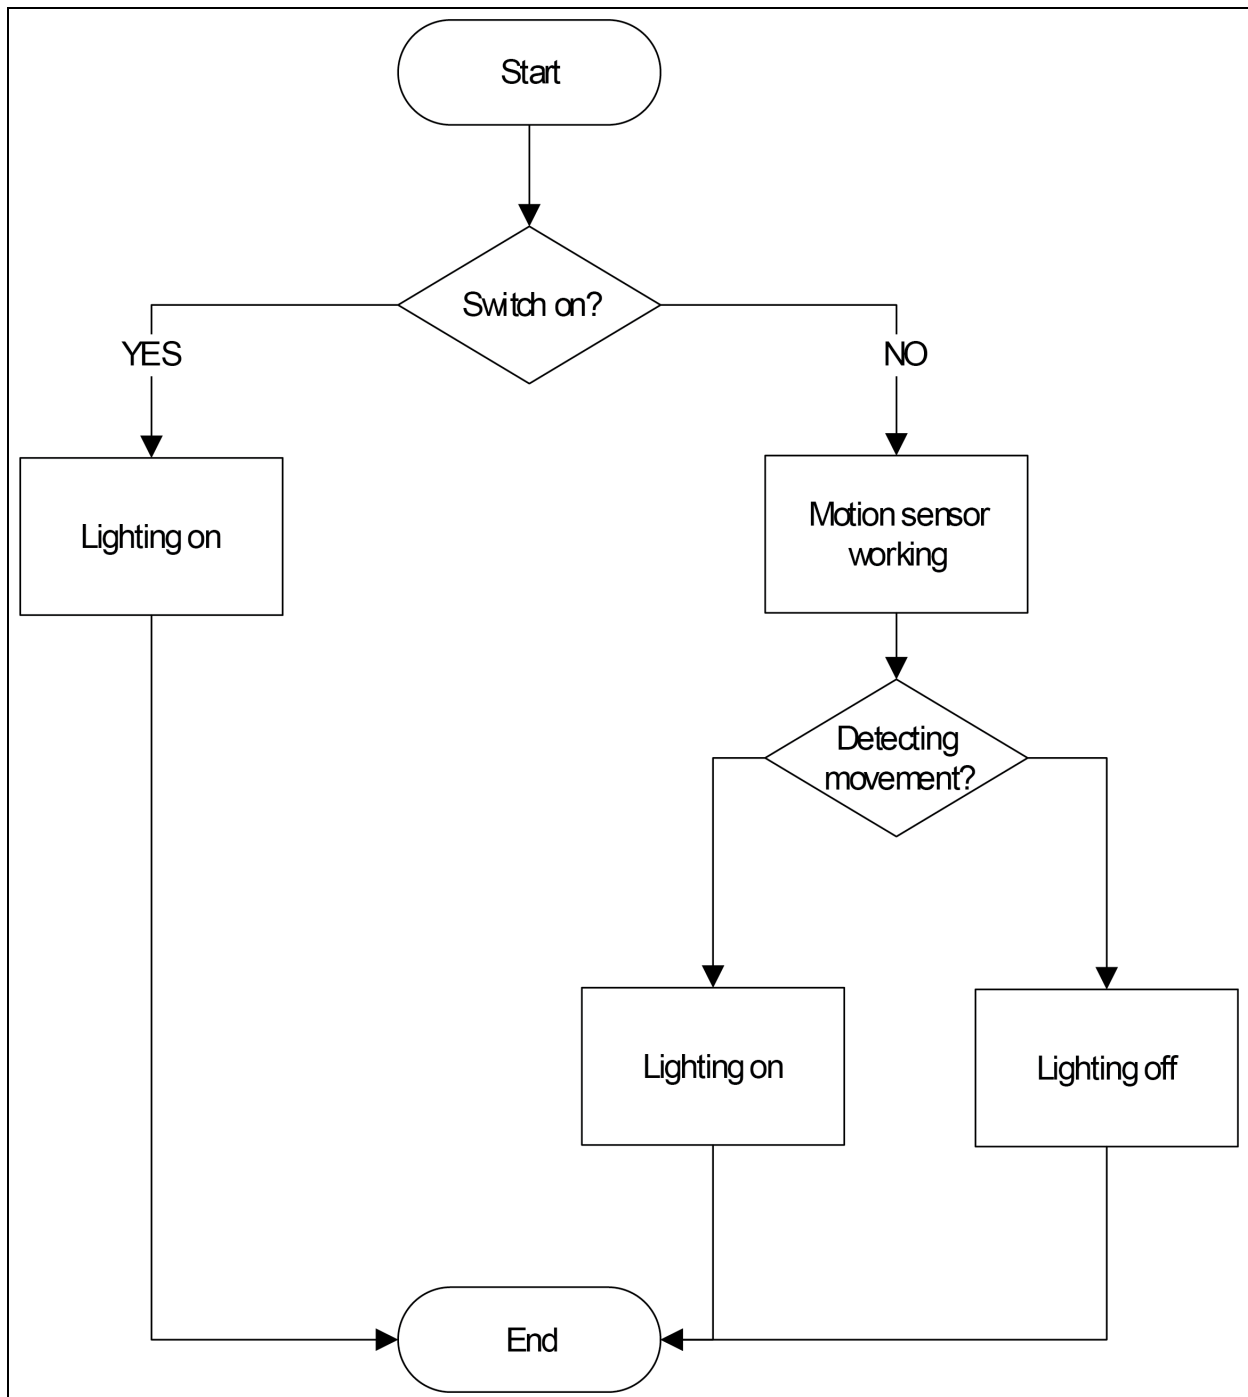 Start
Switch on?
YES
NO
Lighting on
Motion sensor
working
Detecting
movement?
Lighting on
Lighting off
End